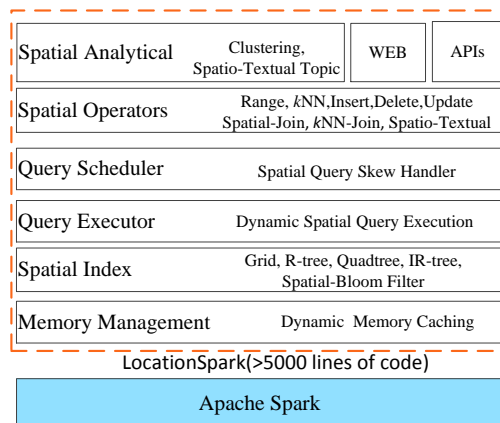 Spatial Analytical
Clustering,
Spatio-Textual Topic
WEB
APIs
Spatial Operators
Range, kNN,Insert,Delete,Update
Spatial-Join, kNN-Join, Spatio-Textual
Query Scheduler
Spatial Query Skew Handler
Query Executor
Dynamic Spatial Query Execution
Spatial Index
Grid, R-tree, Quadtree, IR-tree,
Spatial-Bloom Filter
Memory Management
Dynamic Memory Caching
LocationSpark(>5000 lines of code)
Apache Spark